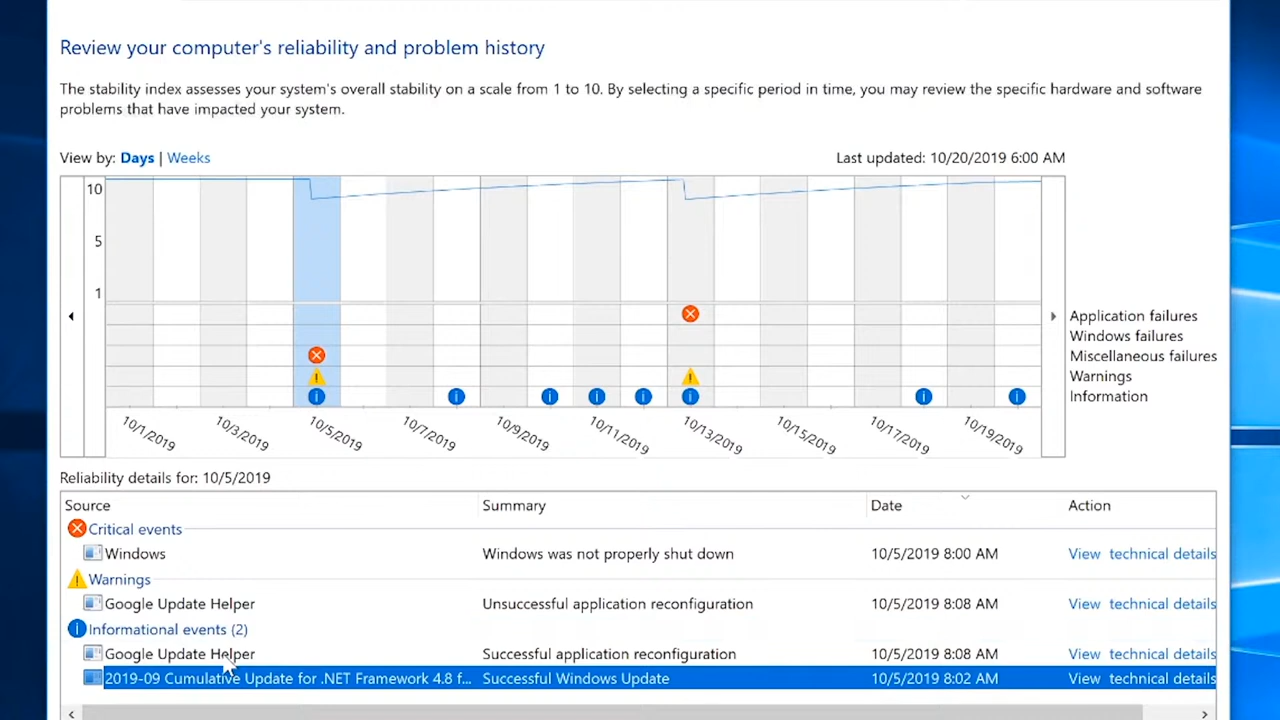 Review your computer's reliability and problem history
The stability index assesses your system's overall stability on a scale from 1 to 10. By selecting a specific period in time, you may review the specific hardware and software
problems that have impacted your system.
View by: Days | Weeks
Last updated: 10/20/2019 6:00 AM
10
5
1
Application failures
Windows failures
Miscellaneous failures
Warnings
Information
10/1/2019
10/3/2019
10/5/2019
10/7/2019
10/9/2019
10/11/2019
10/13/2019
10/15/2019
10/17/2019
10/19/2019
Reliability details for: 10/5/2019
Source Summary Date Action
Critical events
Windows Windows was not properly shut down 10/5/2019 8:00 AM View technical details
Warnings
Google Update Helper Unsuccessful application reconfiguration 10/5/2019 8:08 AM View technical details
Informational events (2)
Google Update Helper Successful application reconfiguration 10/5/2019 8:08 AM View technical details
2019-09 Cumulative Update for .NET Framework 4.8 f... Successful Windows Update 10/5/2019 8:02 AM View technical details